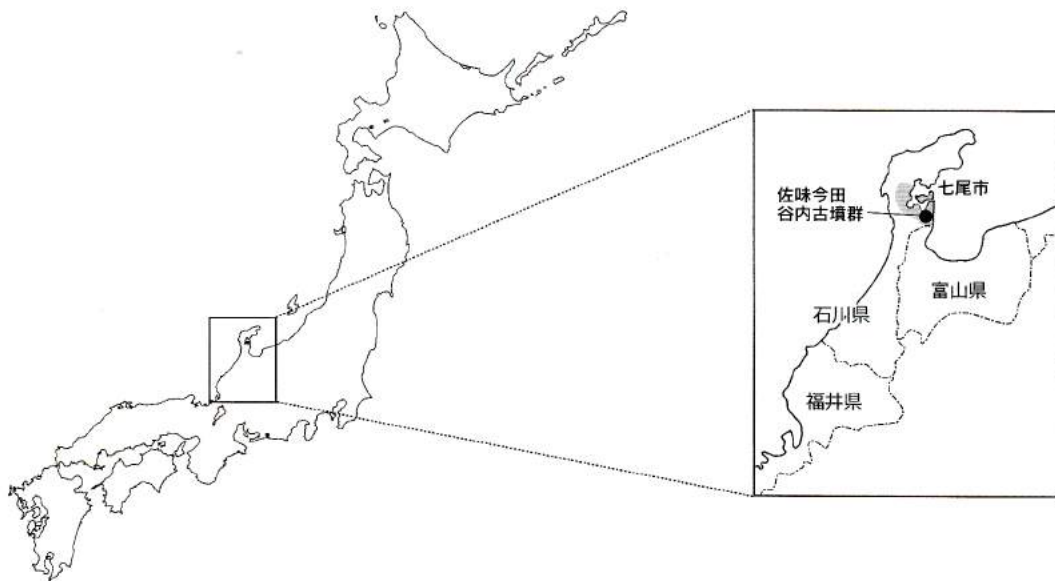 佐味今田
谷内古墳群
七尾市
富山県
石川県
福井県